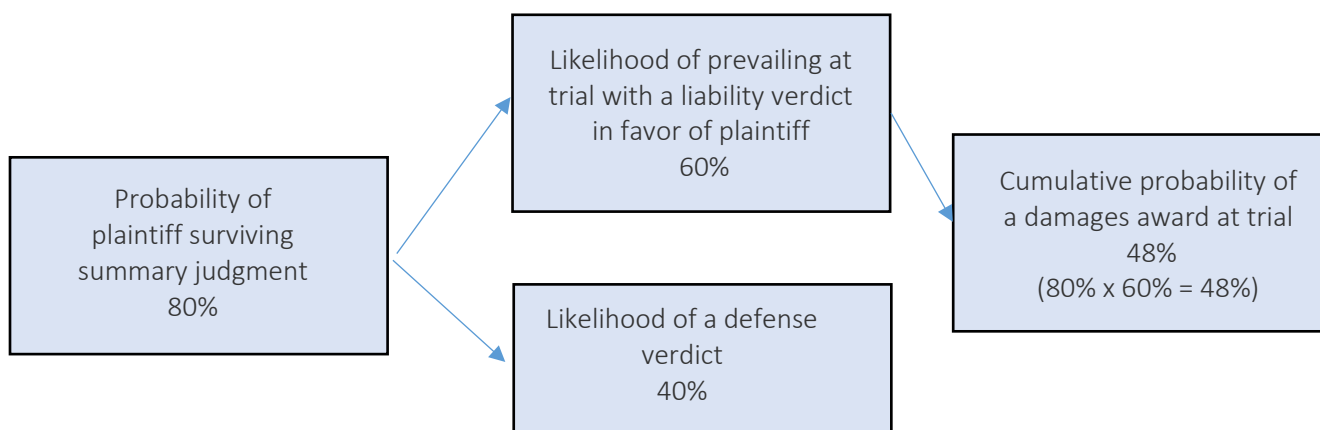 Probability of
plaintiff surviving
summary judgment
80%
Likelihood of prevailing at
trial with a liability verdict
in favor of plaintiff
60%
Likelihood of a defense
verdict
40%
Cumulative probability of
a damages award at trial
48%
(80% x 60% = 48%)